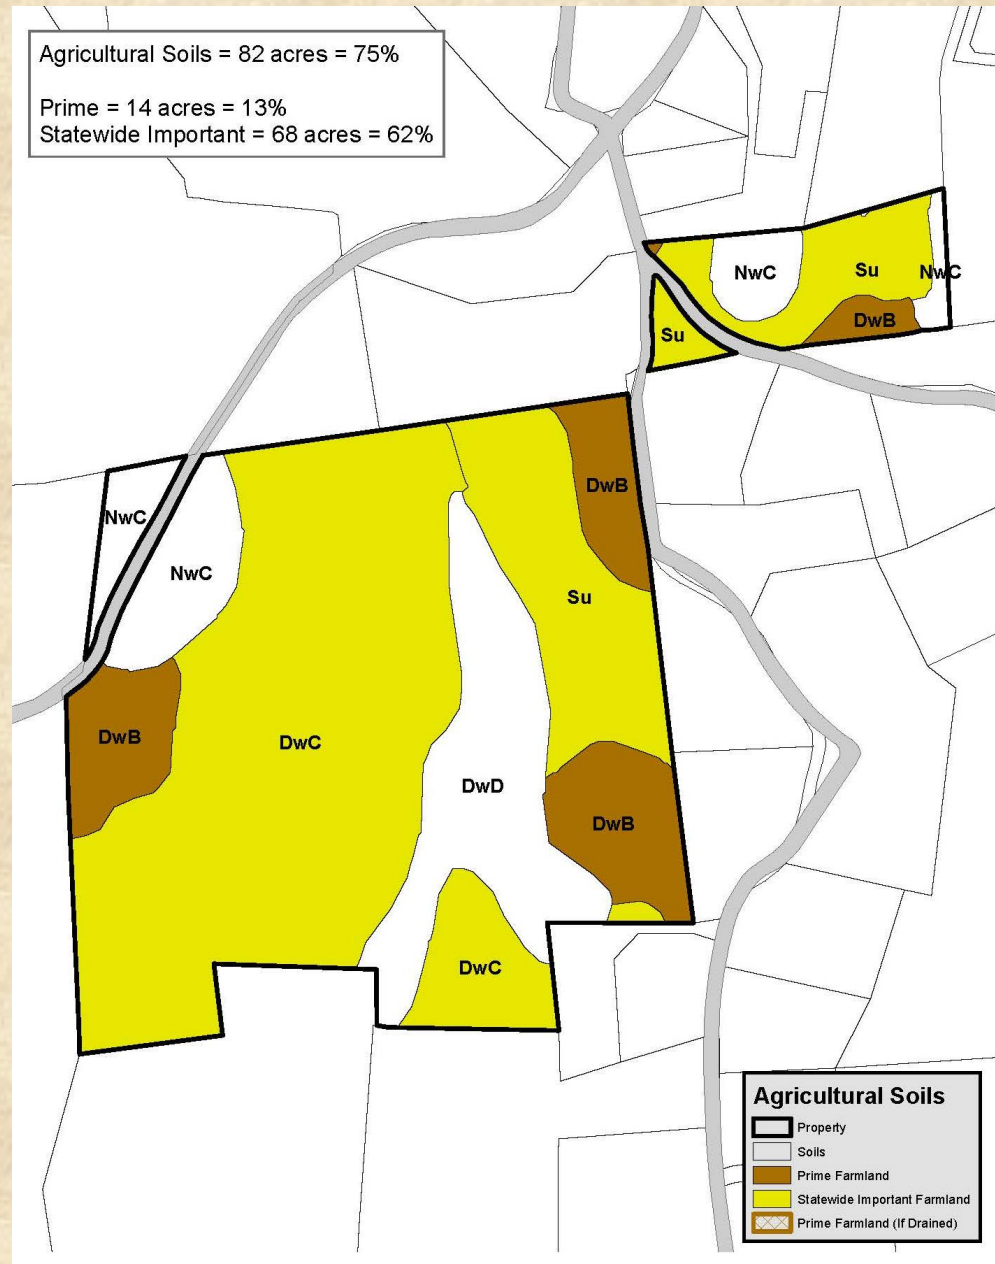 Agricultural Soils = 82 acres = 75%
Prime = 14 acres = 13%
Statewide Important = 68 acres = 62%
NwC
Su
NwC
DwB
Su
DwB
NwC
NwC
Su
DwB
DwC
DwD
DwB
DwC
Agricultural Soils
Property
Soils
Prime Farmland
Statewide Important Farmland
Prime Farmland (If Drained)